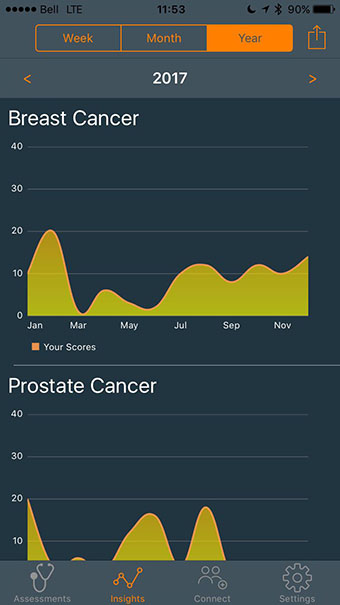 Bell LTE 11:53 90%
Week Month Year
< 2017 >
Breast Cancer
40
30
20
10
0
Jan Mar May Jul Sep Nov
Your Scores
Prostate Cancer
40
30
20
10
Assessments Insights Connect Settings